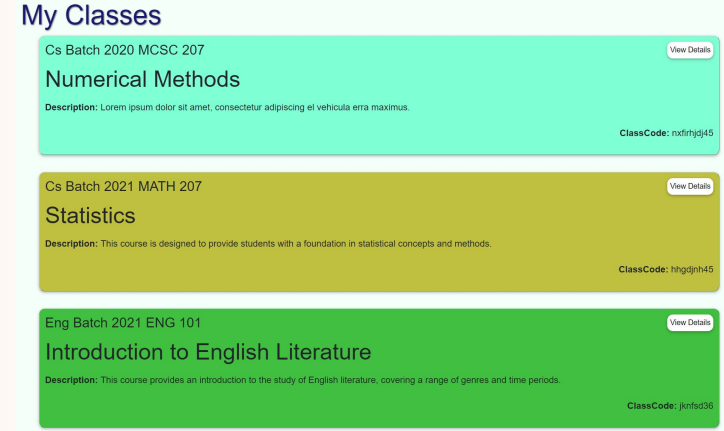 My Classes
Cs Batch 2020 MCSC 207
View Details
Numerical Methods
Description: Lorem ipsum dolor sit amet, consectetur adipiscing el vehicula erra maximus.
ClassCode: nxfirhjdj45
Cs Batch 2021 MATH 207
View Details
Statistics
Description: This course is designed to provide students with a foundation in statistical concepts and methods.
ClassCode: hhgdjnh45
Eng Batch 2021 ENG 101
View Details
Introduction to English Literature
Description: This course provides an introduction to the study of English literature, covering a range of genres and time periods.
ClassCode: jknfsd36